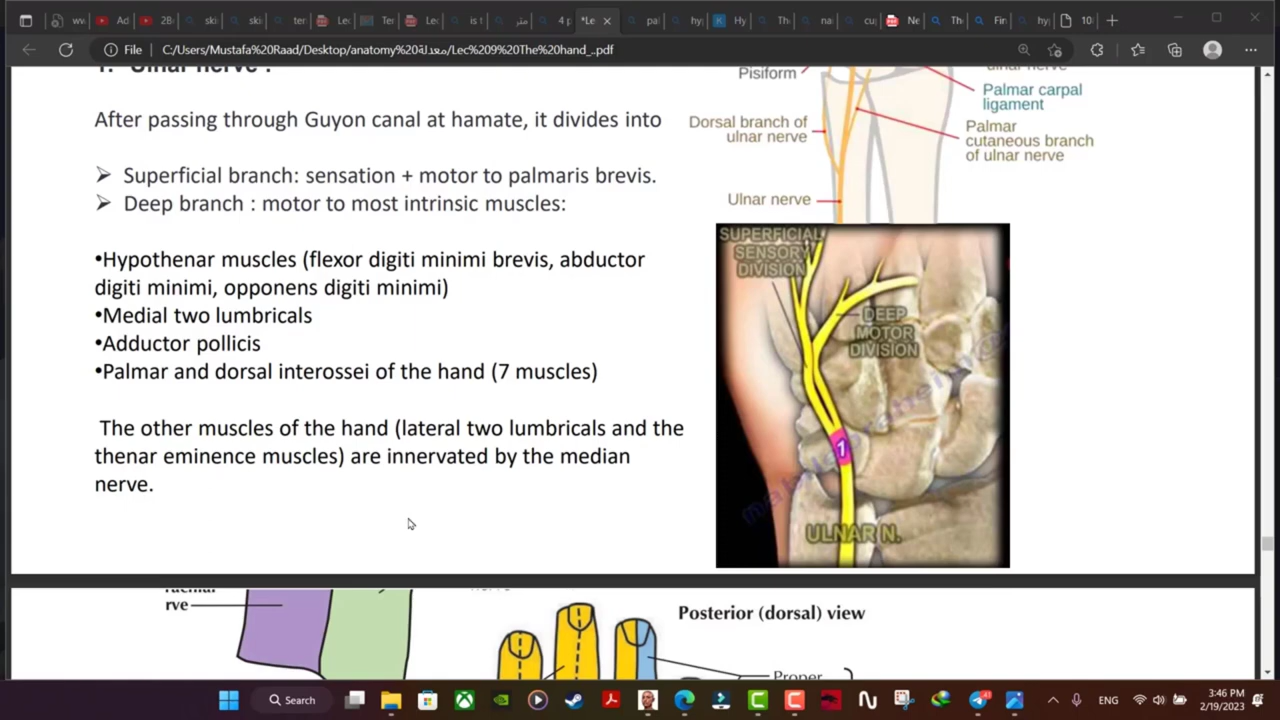 File
C:/Users/Mustafa%20Raad/Desktop/anatomy%20معدلة/Lec%209%20The%20hand_.pdf
1. Ulnar nerve :
After passing through Guyon canal at hamate, it divides into
➢ Superficial branch: sensation + motor to palmaris brevis.
➢ Deep branch : motor to most intrinsic muscles:
•Hypothenar muscles (flexor digiti minimi brevis, abductor
digiti minimi, opponens digiti minimi)
•Medial two lumbricals
•Adductor pollicis
•Palmar and dorsal interossei of the hand (7 muscles)
The other muscles of the hand (lateral two lumbricals and the
thenar eminence muscles) are innervated by the median
nerve.
Pisiform
ulnar nerve
Palmar carpal
ligament
Dorsal branch of
ulnar nerve
Palmar
cutaneous branch
of ulnar nerve
Ulnar nerve
SUPERFICIAL
SENSORY
DIVISION
DEEP
MOTOR
DIVISION
1
ULNAR N.
rve
Posterior (dorsal) view
Proper
Search
ENG
3:46 PM
2/19/2023